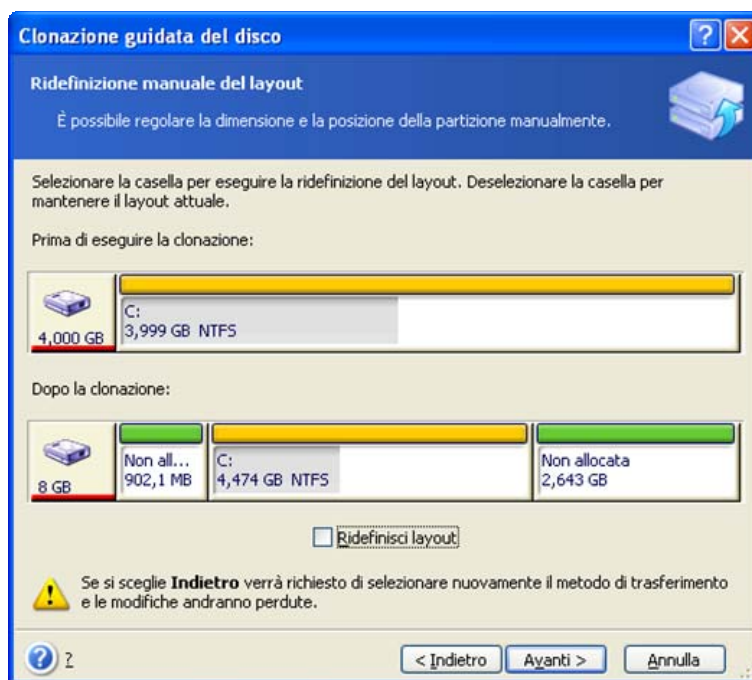 Clonazione guidata del disco
Ridefinizione manuale del layout
È possibile regolare la dimensione e la posizione della partizione manualmente.
Selezionare la casella per eseguire la ridefinizione del layout. Deselezionare la casella per
mantenere il layout attuale.
Prima di eseguire la clonazione:
4,000 GB
C:
3,999 GB NTFS
Dopo la clonazione:
8 GB
Non all...
902,1 MB
C:
4,474 GB NTFS
Non allocata
2,643 GB
Ridefinisci layout
Se si sceglie Indietro verrà richiesto di selezionare nuovamente il metodo di trasferimento
e le modifiche andranno perdute.
? 
< Indietro
Avanti >
Annulla